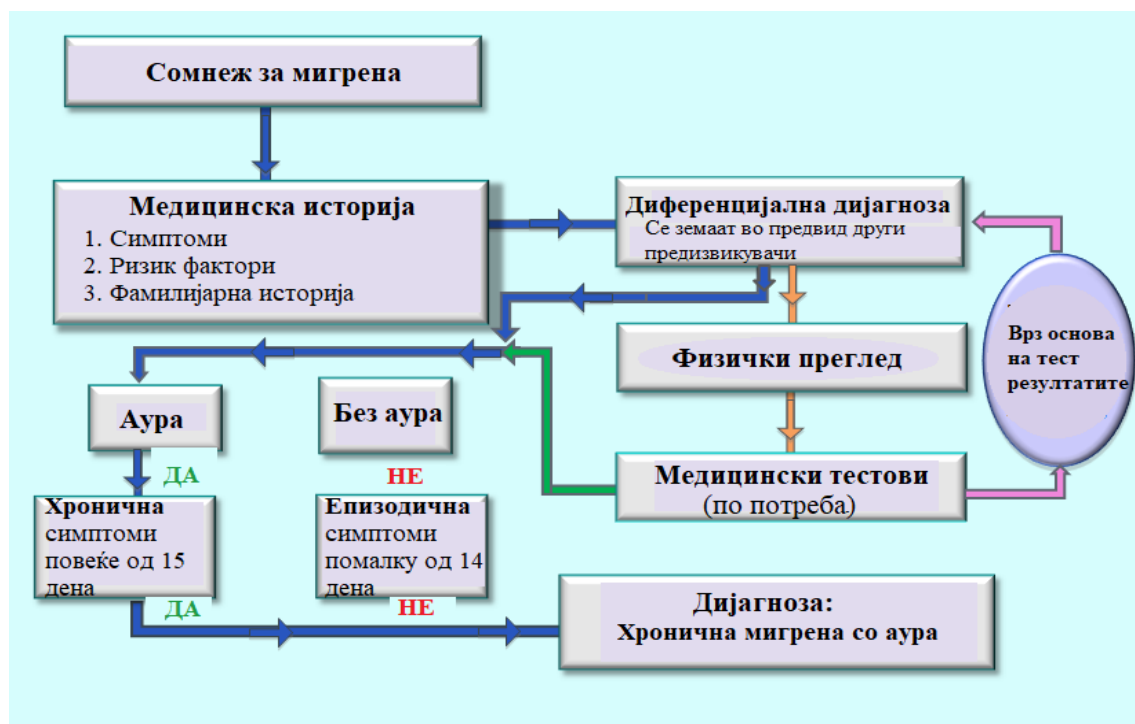 Сомнеж за мигрена
Медицинска историја
1. Симптоми
2. Ризик фактори
3. Фамилијарна историја
Диференцијална дијагноза
Се земаат во предвид други
предизвикувачи
Физички преглед
Врз основа
на тест
резултатите
Медицински тестови
(по потреба)
Аура
Без аура
ДА
НЕ
Хронична
симптоми
повеќе од 15
дена
Епизодична
симптоми
помалку од 14
дена
ДА
НЕ
Дијагноза:
Хронична мигрена со аура